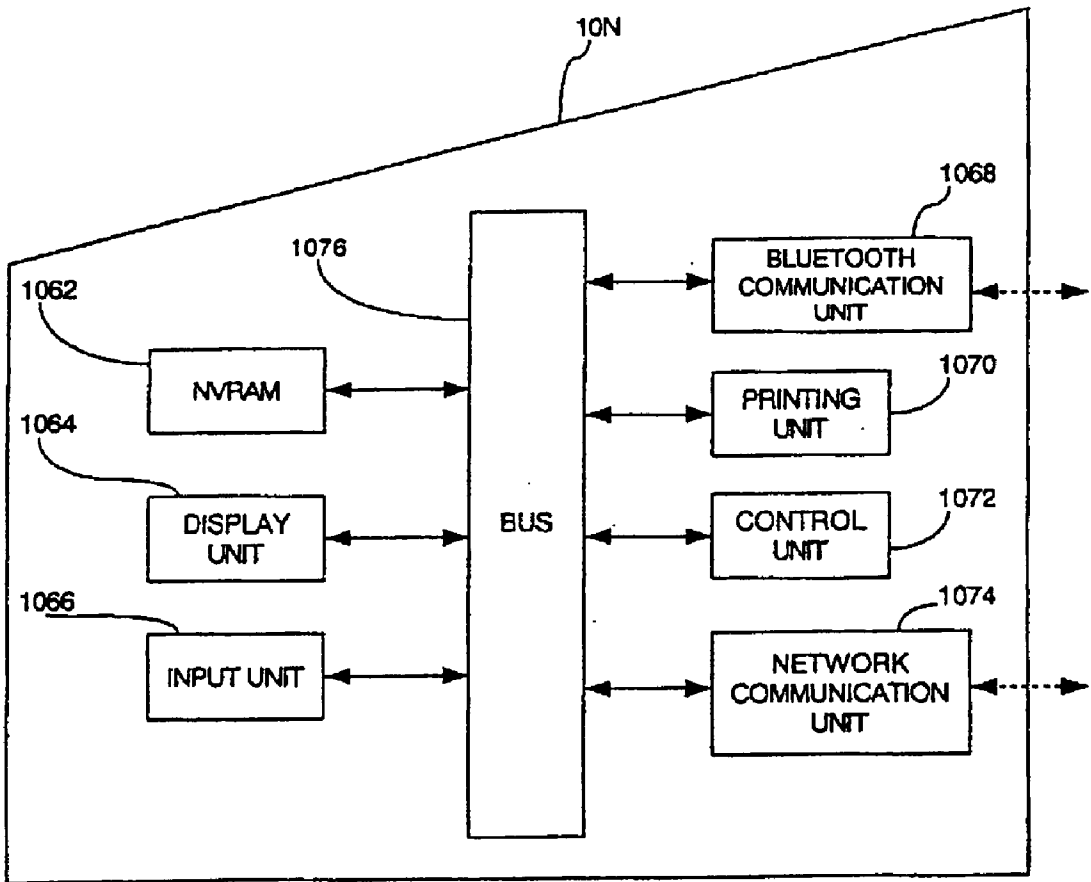 10N
1068
1076
BLUETOOTH
COMMUNICATION
UNIT
1062
NVRAM
1070
PRINTING
UNIT
1064
DISPLAY
UNIT
BUS
1072
CONTROL
UNIT
1066
INPUT UNIT
1074
NETWORK
COMMUNICATION
UNIT